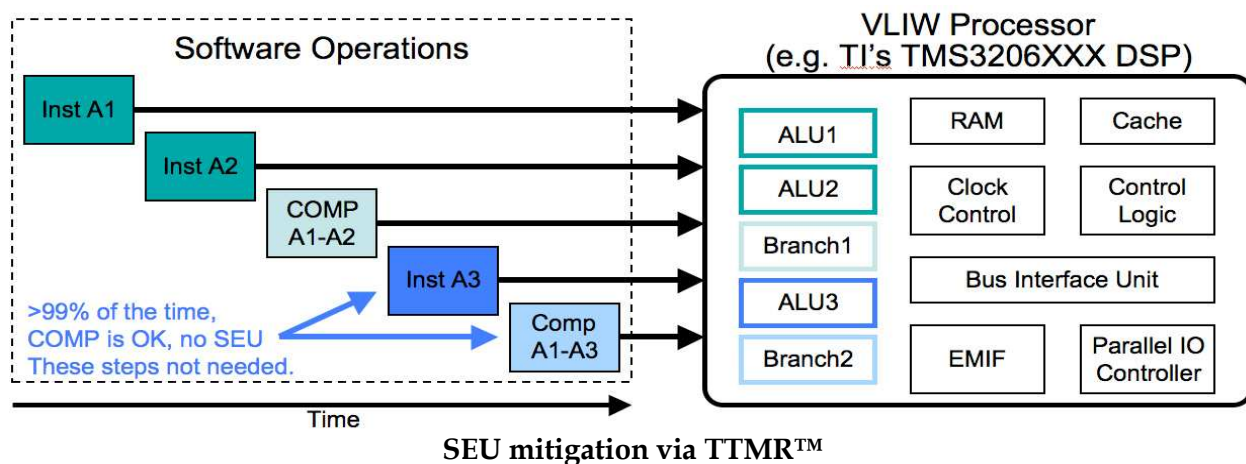 Software Operations
Inst A1
Inst A2
COMP
A1-A2
Inst A3
Comp
A1-A3
>99% of the time,
COMP is OK, no SEU
These steps not needed.
Time
VLIW Processor
(e.g. TI's TMS3206XXX DSP)
ALU1
ALU2
Branch1
ALU3
Branch2
RAM
Cache
Clock
Control
Control
Logic
Bus Interface Unit
EMIF
Parallel IO
Controller
SEU mitigation via TTMR™